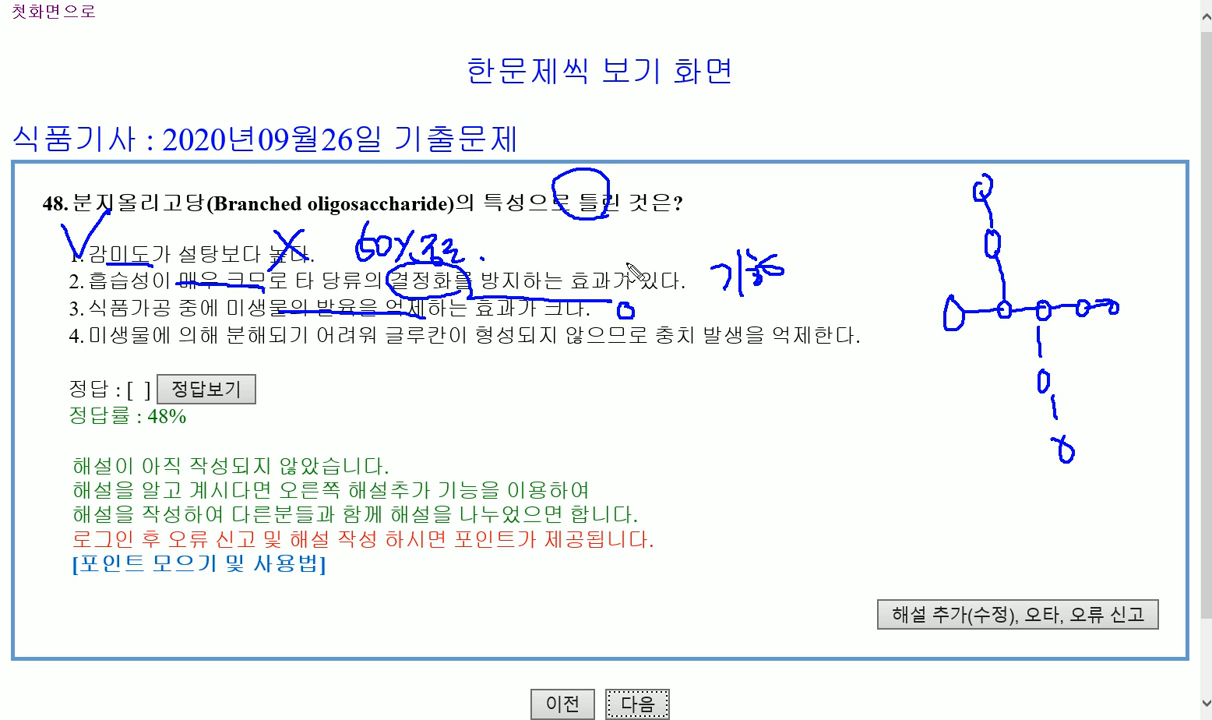 첫화면으로
한문제씩 보기 화면
식품기사 : 2020년09월26일 기출문제
48. 분지올리고당(Branched oligosaccharide)의 특성으로 틀린 것은?
60%
1. 감미도가 설탕보다 높다.
2. 흡습성이 매우 크므로 타 당류의 결정화를 방지하는 효과가 있다.
3. 식품가공 중에 미생물의 발육을 억제하는 효과가 크다.
4. 미생물에 의해 분해되기 어려워 글루칸이 형성되지 않으므로 충치 발생을 억제한다.
정답 : [ ] 정답보기
정답률 : 48%
해설이 아직 작성되지 않았습니다.
해설을 알고 계시다면 오른쪽 해설추가 기능을 이용하여
해설을 작성하여 다른분들과 함께 해설을 나누었으면 합니다.
로그인 후 오류 신고 및 해설 작성 하시면 포인트가 제공됩니다.
[포인트 모으기 및 사용법]
해설 추가(수정), 오타, 오류 신고
이전 다음